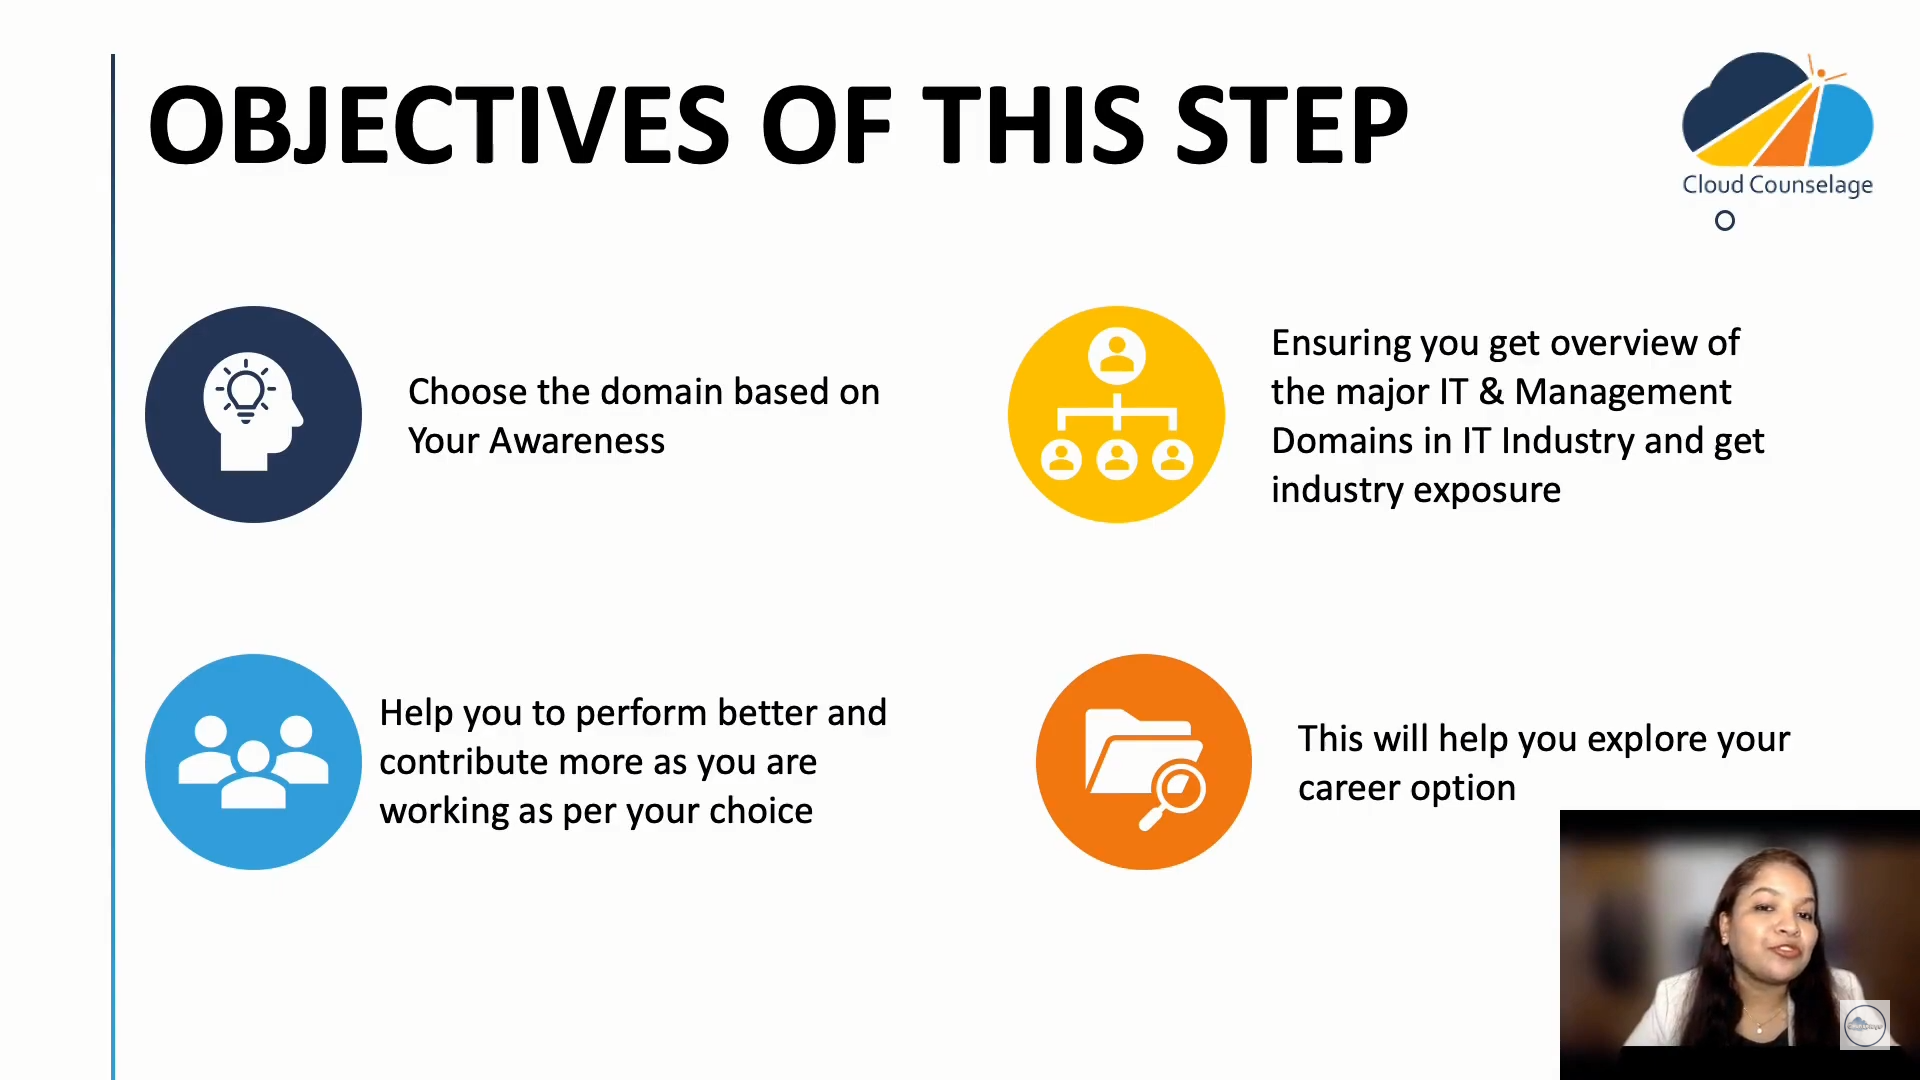 OBJECTIVES OF THIS STEP
Cloud Counselage
Choose the domain based on
Your Awareness
Ensuring you get overview of
the major IT & Management
Domains in IT Industry and get
industry exposure
Help you to perform better and
contribute more as you are
working as per your choice
This will help you explore your
career option